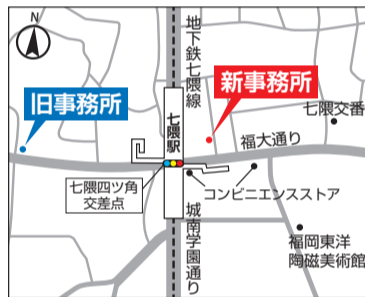 N
地下鉄七隈線
旧事務所
新事務所
七隈交番
七隈駅
福大通り
七隈四ツ角
交差点
コンビニエンスストア
城南学園通り
福岡東洋
陶磁美術館